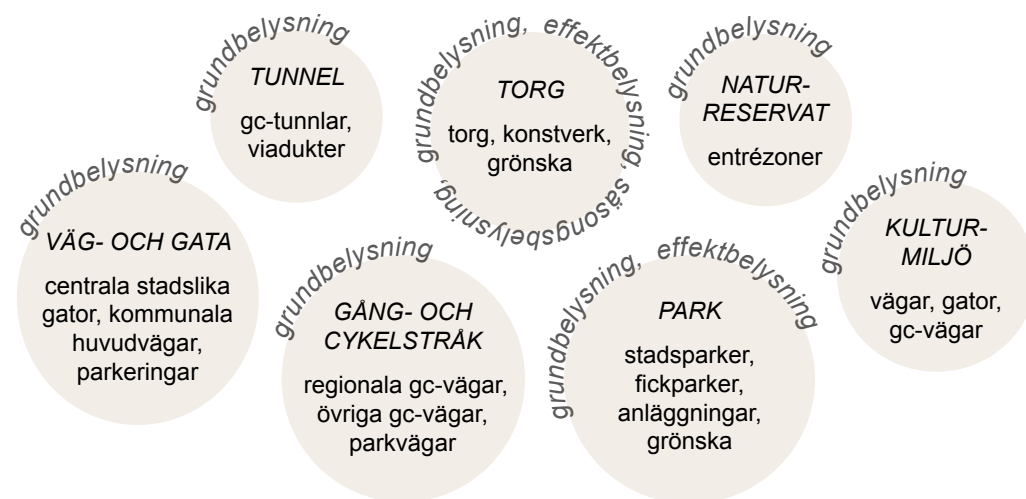 grundbelysning
TUNNEL
gc-tunnlar,
viadukter
grundbelysning, effektbelysning, säsongsbelysning,
TORG
torg, konstverk,
grönska
grundbelysning
NATUR-
RESERVAT
entrézoner
grundbelysning
VÄG- OCH GATA
centrala stadslika
gator, kommunala
huvudvägar,
parkeringar
grundbelysning
GÅNG- OCH
CYKELSTRÅK
regionala gc-vägar,
övriga gc-vägar,
parkvägar
grundbelysning, effektbelysning
PARK
stadsparker,
fickparker,
anläggningar,
grönska
grundbelysning
KULTUR-
MILJÖ
vägar, gator,
gc-vägar